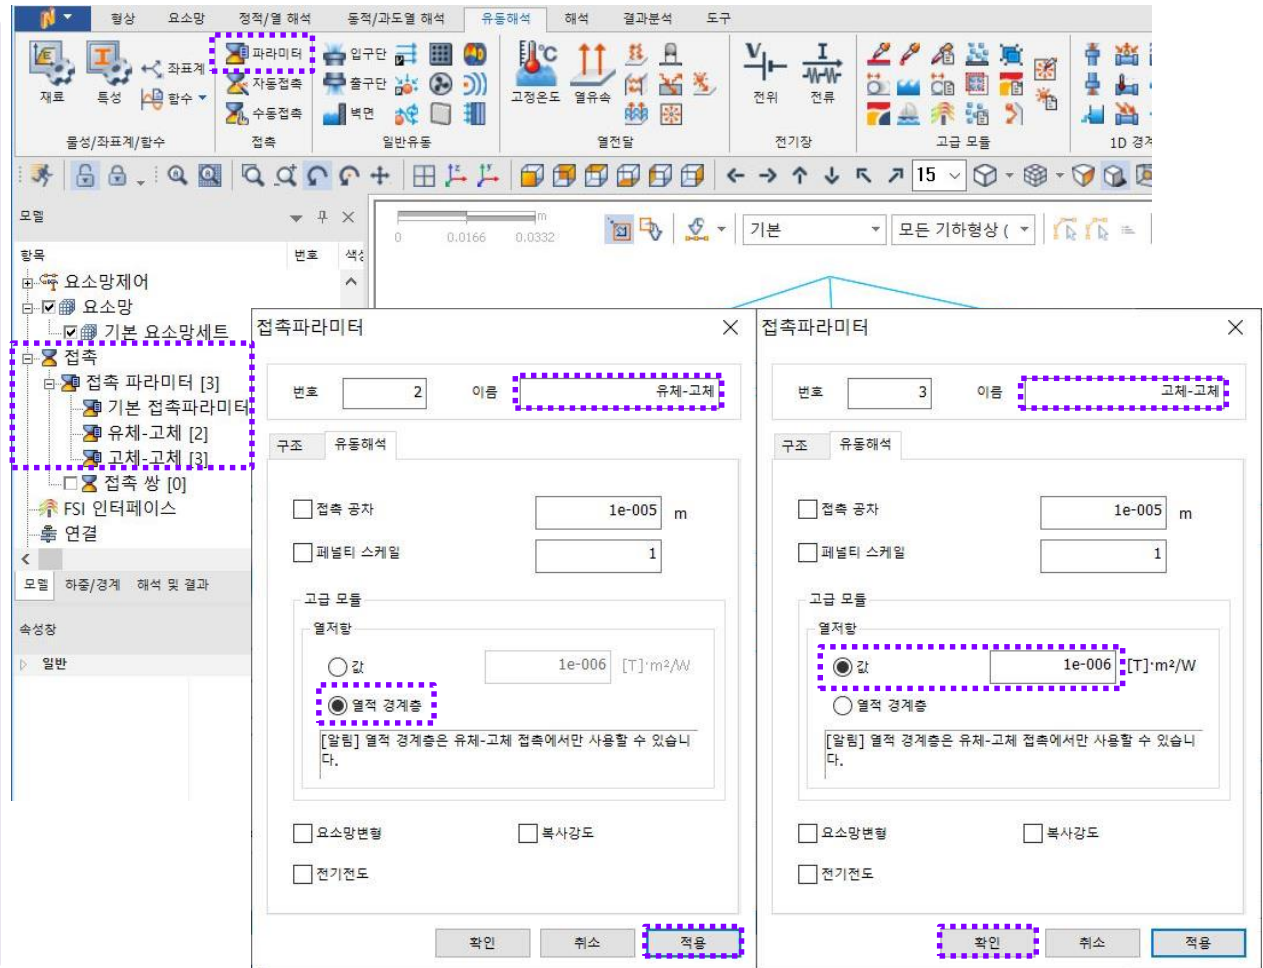 형상 요소망 정적/열 해석 동적/과도열 해석 유동해석 해석 결과분석 도구
재료 특성 좌표계 함수
파라미터 자동접촉 수동접촉
입구단 출구단 벽면
고정온도 열유속 전위 전류
물성/좌표계/함수 접촉 일반유동 열전달 전기장 고급 모듈 1D 경계
15
모델
항목 번호 색상
요소망제어
요소망
기본 요소망세트
접촉
접촉 파라미터 [3]
기본 접촉파라미터
유체-고체 [2]
고체-고체 [3]
접촉 쌍 [0]
FSI 인터페이스
연결
모델 하중/경계 해석 및 결과
속성창
일반
m
0 0.0166 0.0332
기본 모든 기하형상 (
접촉파라미터
번호 2 이름 유체-고체
구조 유동해석
접촉 공차 1e-005 m
페널티 스케일 1
고급 모듈
열저항
값 1e-006 [T]·m²/W
열적 경계층
[알림] 열적 경계층은 유체-고체 접촉에서만 사용할 수 있습니
다.
요소망변형 복사강도
전기전도
확인 취소 적용
접촉파라미터
번호 3 이름 고체-고체
구조 유동해석
접촉 공차 1e-005 m
페널티 스케일 1
고급 모듈
열저항
값 1e-006 [T]·m²/W
열적 경계층
[알림] 열적 경계층은 유체-고체 접촉에서만 사용할 수 있습니
다.
요소망변형 복사강도
전기전도
확인 취소 적용